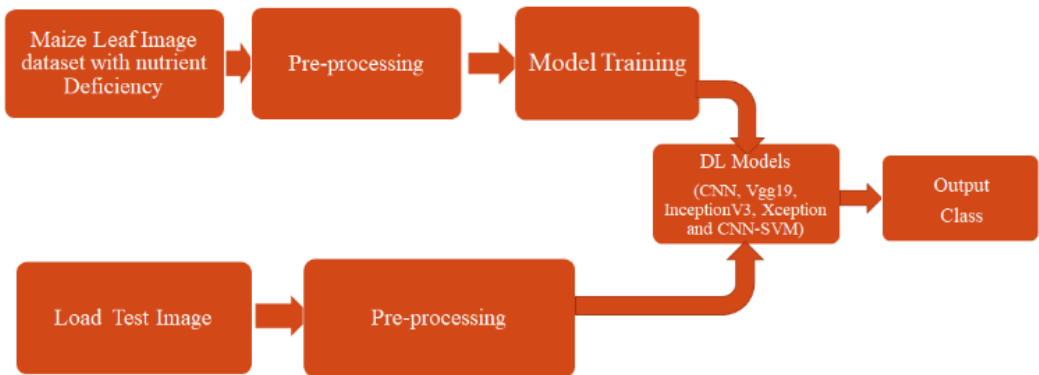 Maize Leaf Image
dataset with nutrient
Deficiency
Pre-processing
Model Training
DL Models
(CNN, Vgg19,
InceptionV3, Xception
and CNN-SVM)
Output
Class
Load Test Image
Pre-processing